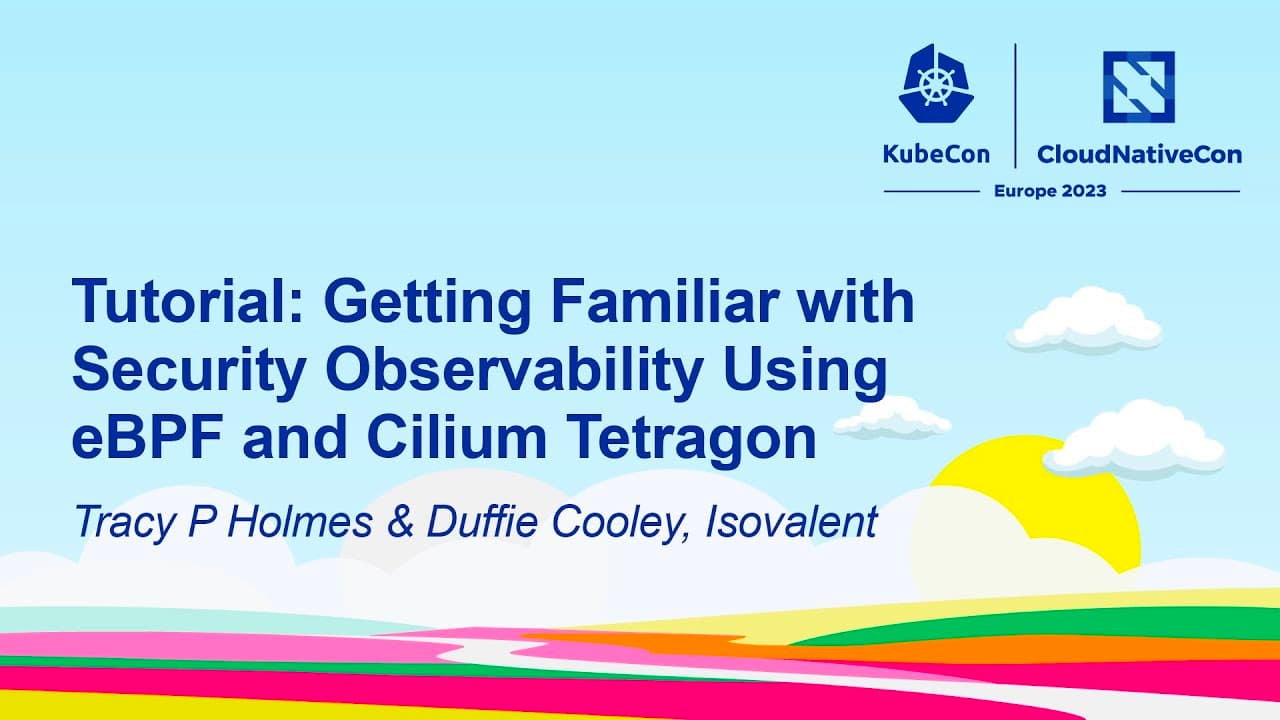 KubeCon
CloudNativeCon
Europe 2023
Tutorial: Getting Familiar with
Security Observability Using
eBPF and Cilium Tetragon
Tracy P Holmes & Duffie Cooley, Isovalent